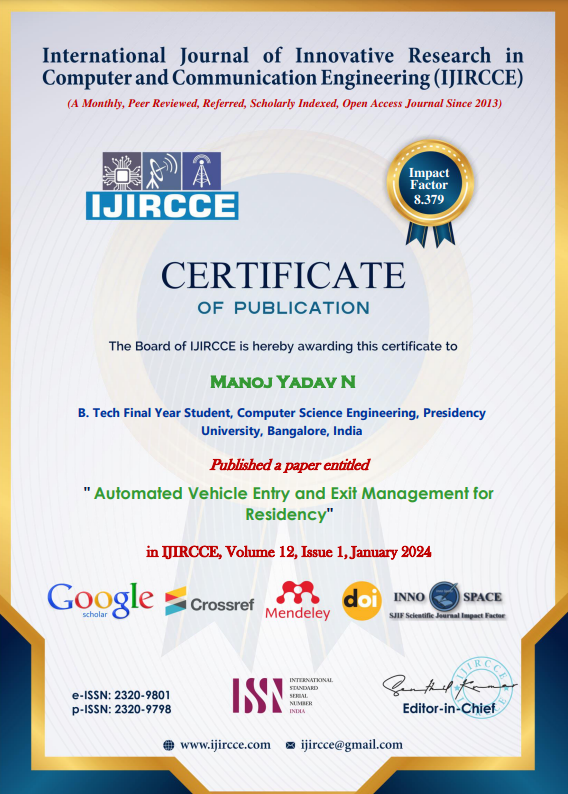 International Journal of Innovative Research in
Computer and Communication Engineering (IJIRCCE)
(A Monthly, Peer Reviewed, Referred, Scholarly Indexed, Open Access Journal Since 2013)
IJIRCCE
Impact
Factor
8.379
CERTIFICATE
OF PUBLICATION
The Board of IJIRCCE is hereby awarding this certificate to
MANOJ YADAV N
B. Tech Final Year Student, Computer Science Engineering, Presidency
University, Bangalore, India
Published a paper entitled
" Automated Vehicle Entry and Exit Management for
Residency"
in IJIRCCE, Volume 12, Issue 1, January 2024
Google
scholar
Crossref
Mendeley
doi
INNO SPACE
SJIF Scientific Journal Impact Factor
e-ISSN: 2320-9801
p-ISSN: 2320-9798
ISSN
INTERNATIONAL
STANDARD
SERIAL
NUMBER
INDIA
IJIRCCE
Senthil Kumar
Editor-in-Chief
www.ijircce.com ijircce@gmail.com